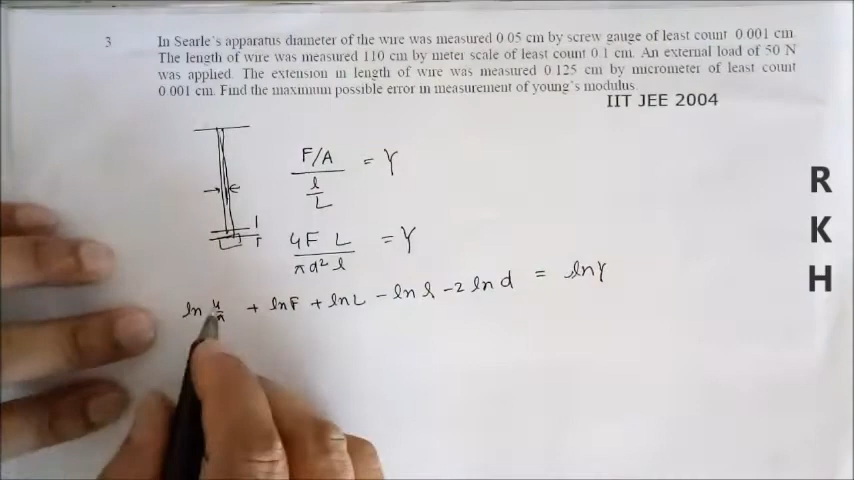 3 In Searle's apparatus diameter of the wire was measured 0.05 cm by screw gauge of least count 0.001 cm.
The length of wire was measured 110 cm by meter scale of least count 0.1 cm. An external load of 50 N
was applied. The extension in length of wire was measured 0.125 cm by micrometer of least count
0.001 cm. Find the maximum possible error in measurement of young's modulus.
IIT JEE 2004
R
K
H
F/A / (l/L) = Y
4F L / πd² l = Y
ln 4/π + ln F + ln L - ln l - 2 ln d = ln Y